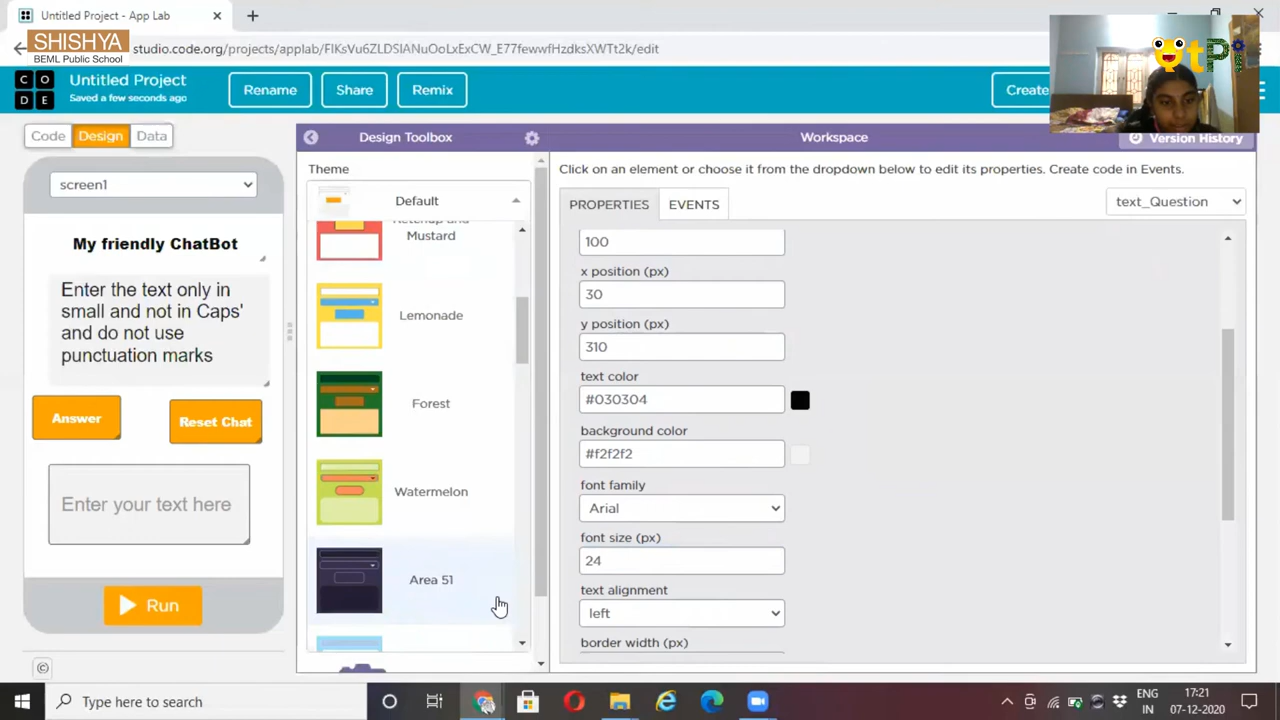 Untitled Project - App Lab
SHISHYA
BEML Public School
studio.code.org/projects/applab/FIKsVu6ZLDSIANuOoLxExCW_E77fewwfHzdksXWTt2k/edit
otPi
C O
D E
Untitled Project
Saved a few seconds ago
Rename
Share
Remix
Create
Version History
Code
Design
Data
Design Toolbox
Workspace
screen1
My friendly ChatBot
Enter the text only in
small and not in Caps'
and do not use
punctuation marks
Answer
Reset Chat
Enter your text here
Run
Theme
Default
Ketchup and
Mustard
Lemonade
Forest
Watermelon
Area 51
Click on an element or choose it from the dropdown below to edit its properties. Create code in Events.
PROPERTIES
EVENTS
text_Question
100
x position (px)
30
y position (px)
310
text color
#030304
background color
#f2f2f2
font family
Arial
font size (px)
24
text alignment
left
border width (px)
©
Type here to search
ENG
IN
17:21
07-12-2020